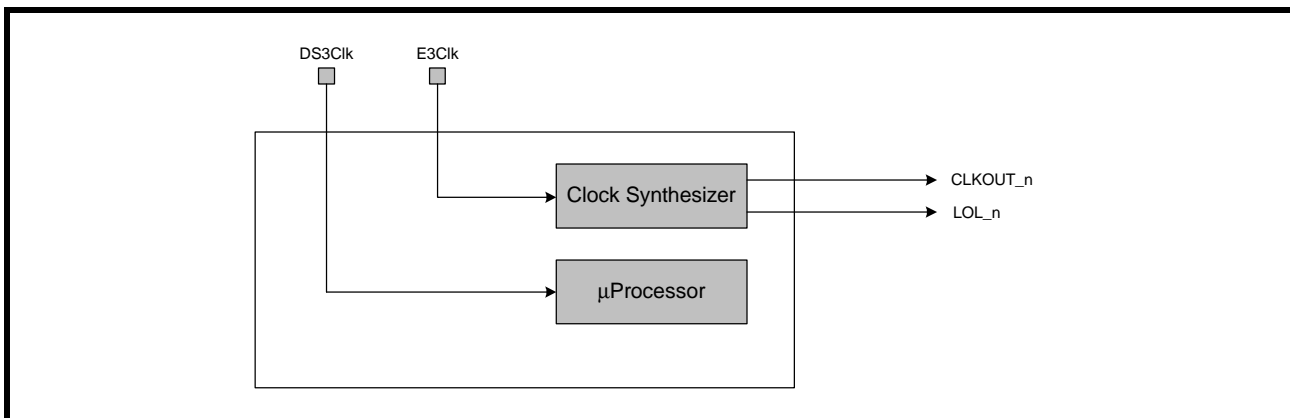 DS3Clk
E3Clk
Clock Synthesizer
CLKOUT_n
LOL_n
μProcessor